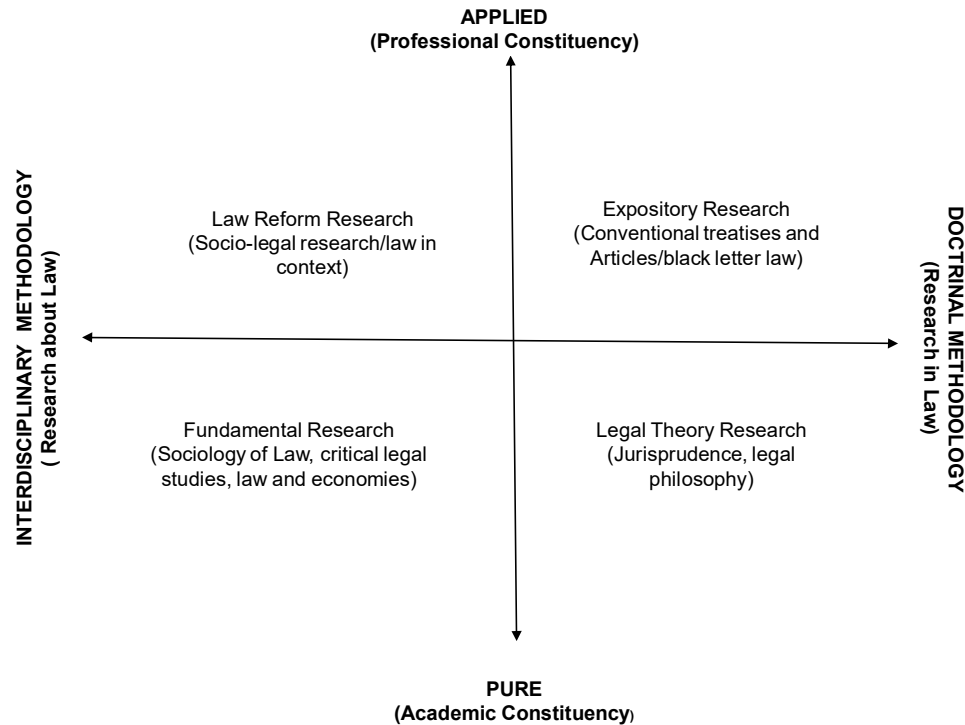 APPLIED
(Professional Constituency)
INTERDISCIPLINARY METHODOLOGY
( Research about Law)
Law Reform Research
(Socio-legal research/law in
context)
Expository Research
(Conventional treatises and
Articles/black letter law)
DOCTRINAL METHODOLOGY
(Research in Law)
Fundamental Research
(Sociology of Law, critical legal
studies, law and economies)
Legal Theory Research
(Jurisprudence, legal
philosophy)
PURE
(Academic Constituency)